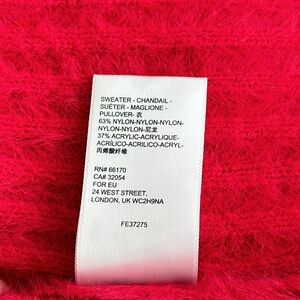 SWEATER - CHANDAIL -
SUÉTER - MAGLIONE -
PULLOVER- 衣
63% NYLON-NYLON-NYLON-
NYLON-NYLON-尼龙
37% ACRYLIC-ACRYLIQUE-
ACRÍLICO-ACRILICO-ACRYL-
丙烯酸纤维
RN# 66170
CA# 32054
FOR EU
24 WEST STREET,
LONDON, UK WC2H9NA
FE37275